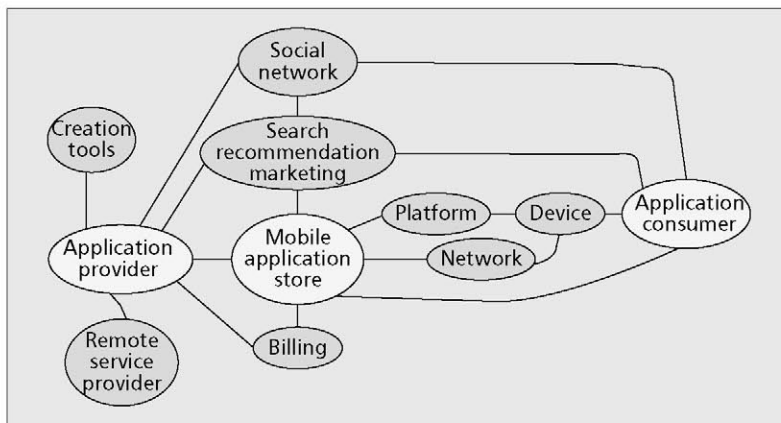 Social
network
Creation
tools
Search
recommendation
marketing
Platform
Device
Application
consumer
Application
provider
Mobile
application
store
Network
Remote
service
provider
Billing